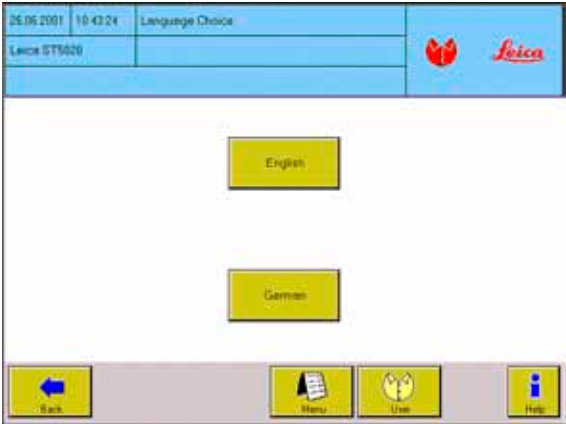 26.06.2001 10:43:24 Language Choice
Leica ST5020
Leica
English
German
Back
Menu
User
Help